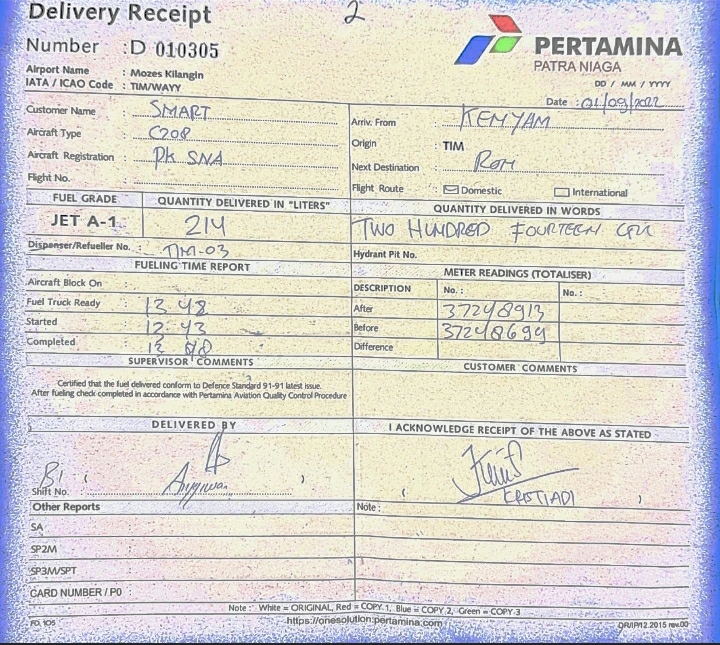 Delivery Receipt
2
Number : D 010305
PERTAMINA
PATRA NIAGA
Airport Name : Mozes Kilangin
IATA / ICAO Code : TIM/WAYY
DD / MM / YYYY
Date : 01/09/2022
Customer Name : SMART
Aircraft Type : C208
Aircraft Registration : PK SNA
Flight No. :
Arriv. From : KENYAM
Origin : TIM
Next Destination :
Flight Route : Domestic International
FUEL GRADE
QUANTITY DELIVERED IN "LITERS"
QUANTITY DELIVERED IN WORDS
JET A-1
214
TWO HUNDRED FOURTEEN
Dispenser/Refueller No. : TIM-03
Hydrant Pit No.
FUELING TIME REPORT
METER READINGS (TOTALISER)
Aircraft Block On :
Fuel Truck Ready :
Started : 12.43
Completed :
DESCRIPTION No. : No. :
After 37248913
Before 37248699
Difference
SUPERVISOR COMMENTS
CUSTOMER COMMENTS
Certified that the fuel delivered conform to Defence Standard 91-91 latest issue.
After fueling check completed in accordance with Pertamina Aviation Quality Control Procedure
DELIVERED BY
I ACKNOWLEDGE RECEIPT OF THE ABOVE AS STATED
Shift No. ( )
( KRISTIADI )
Other Reports
Note :
SA :
SP2M :
SP3M/SPT :
CARD NUMBER / PO :
Note : White = ORIGINAL, Red = COPY 1, Blue = COPY 2, Green = COPY 3
https://onesolution.pertamina.com